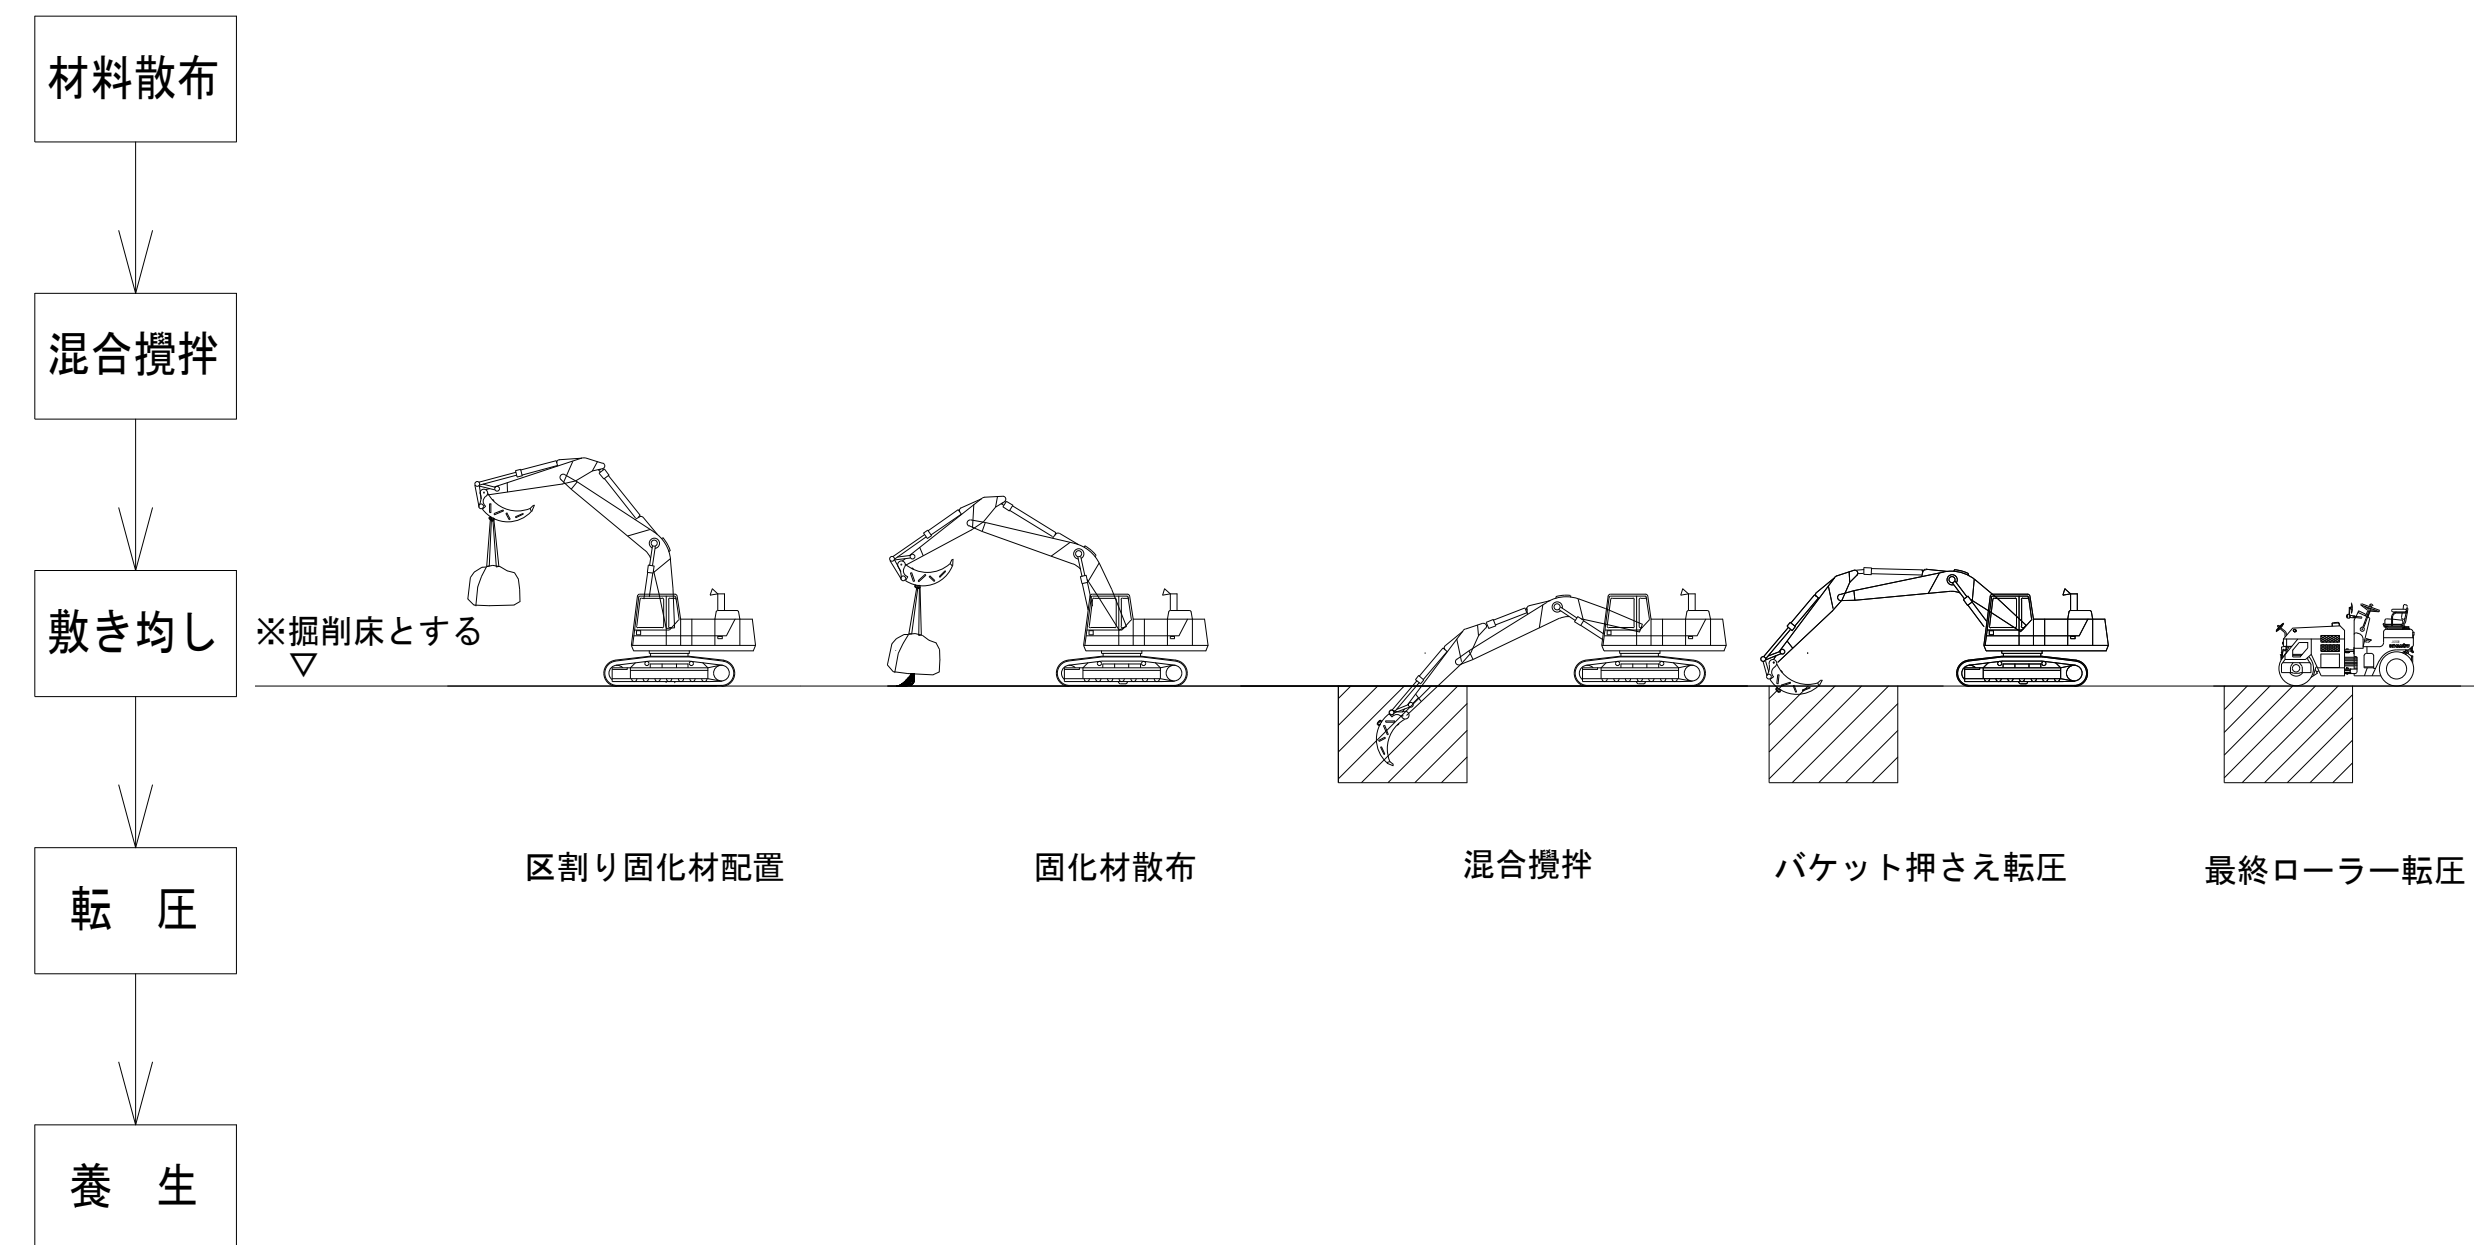 材料散布
混合攪拌
敷き均し
※掘削床とする
▽
転　圧
養　生
区割り固化材配置
固化材散布
混合攪拌
バケット押さえ転圧
最終ローラー転圧